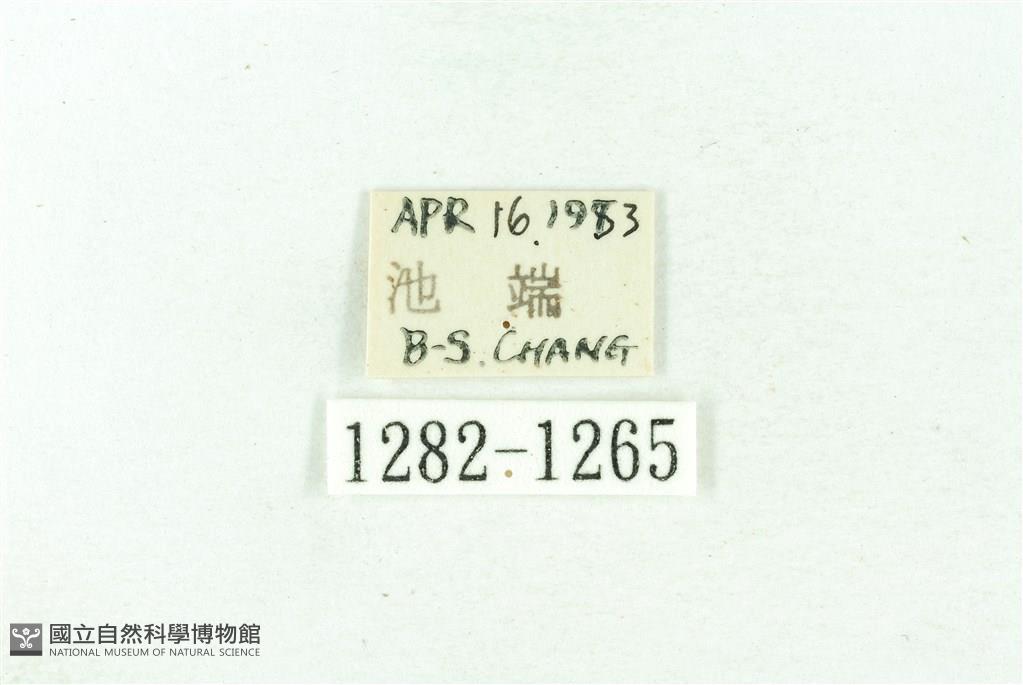 APR 16. 1983
池 端
B-S. CHANG
1282-1265
國立自然科學博物館
NATIONAL MUSEUM OF NATURAL SCIENCE